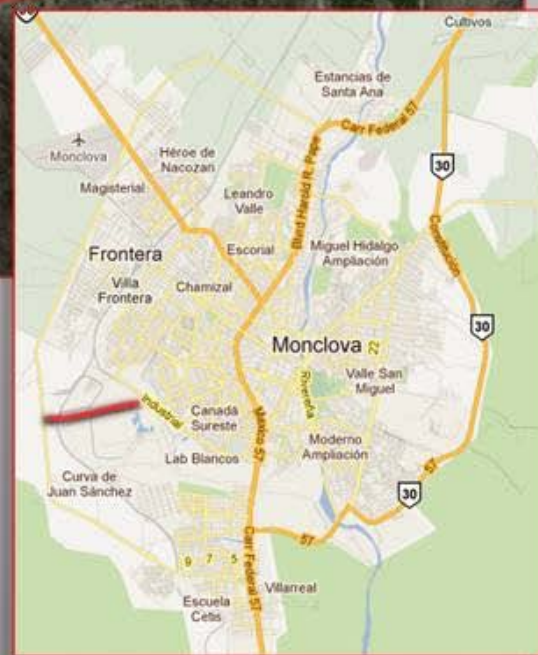 30
Cultivos
Estancias de
Santa Ana
Carr Federal 57
Monclova
Héroe de
Nacozari
30
Magisterial
Leandro
Valle
Blvrd Harold R. Pape
Constitución
Frontera
Escorial
Miguel Hidalgo
Ampliación
Villa
Frontera
Chamizal
30
Monclova
22
Valle San
Miguel
Riverena
Industrial
Canadá
Sureste
México 57
Moderno
Ampliación
Lab Blancos
57
Curva de
Juan Sánchez
30
Carr Federal 57
57
9 7 5
Villarreal
Escuela
Cetis